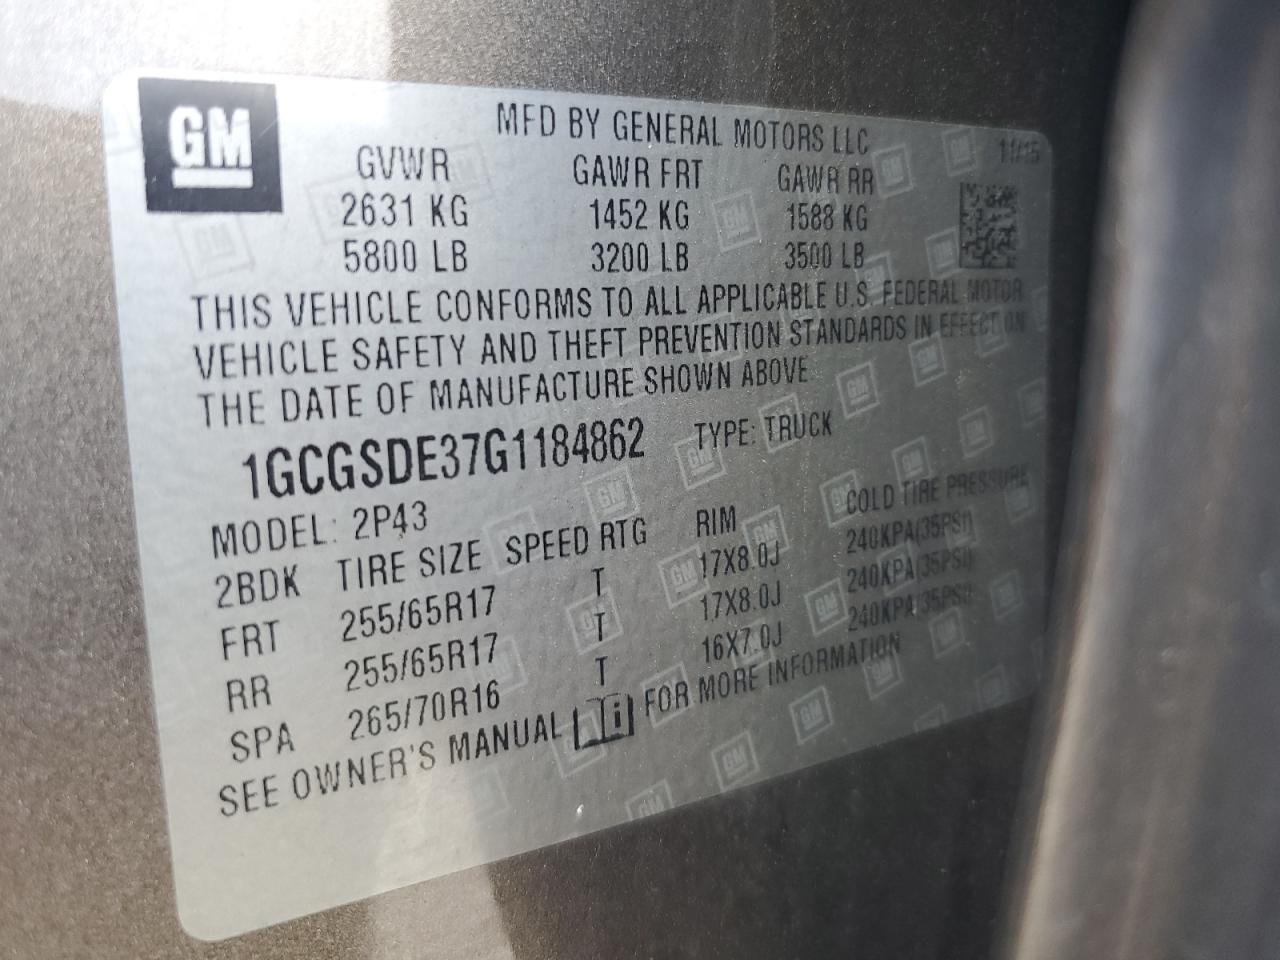 GM
MFD BY GENERAL MOTORS LLC
11/15
GVWR GAWR FRT GAWR RR
2631 KG 1452 KG 1588 KG
5800 LB 3200 LB 3500 LB
THIS VEHICLE CONFORMS TO ALL APPLICABLE U.S. FEDERAL MOTOR
VEHICLE SAFETY AND THEFT PREVENTION STANDARDS IN EFFECT ON
THE DATE OF MANUFACTURE SHOWN ABOVE.
1GCGSDE37G1184862 TYPE: TRUCK
MODEL: 2P43
2BDK TIRE SIZE SPEED RTG RIM COLD TIRE PRESSURE
FRT 255/65R17 T 17X8.0J 240KPA(35PSI)
RR 255/65R17 T 17X8.0J 240KPA(35PSI)
SPA 265/70R16 T 16X7.0J 240KPA(35PSI)
SEE OWNER'S MANUAL i FOR MORE INFORMATION